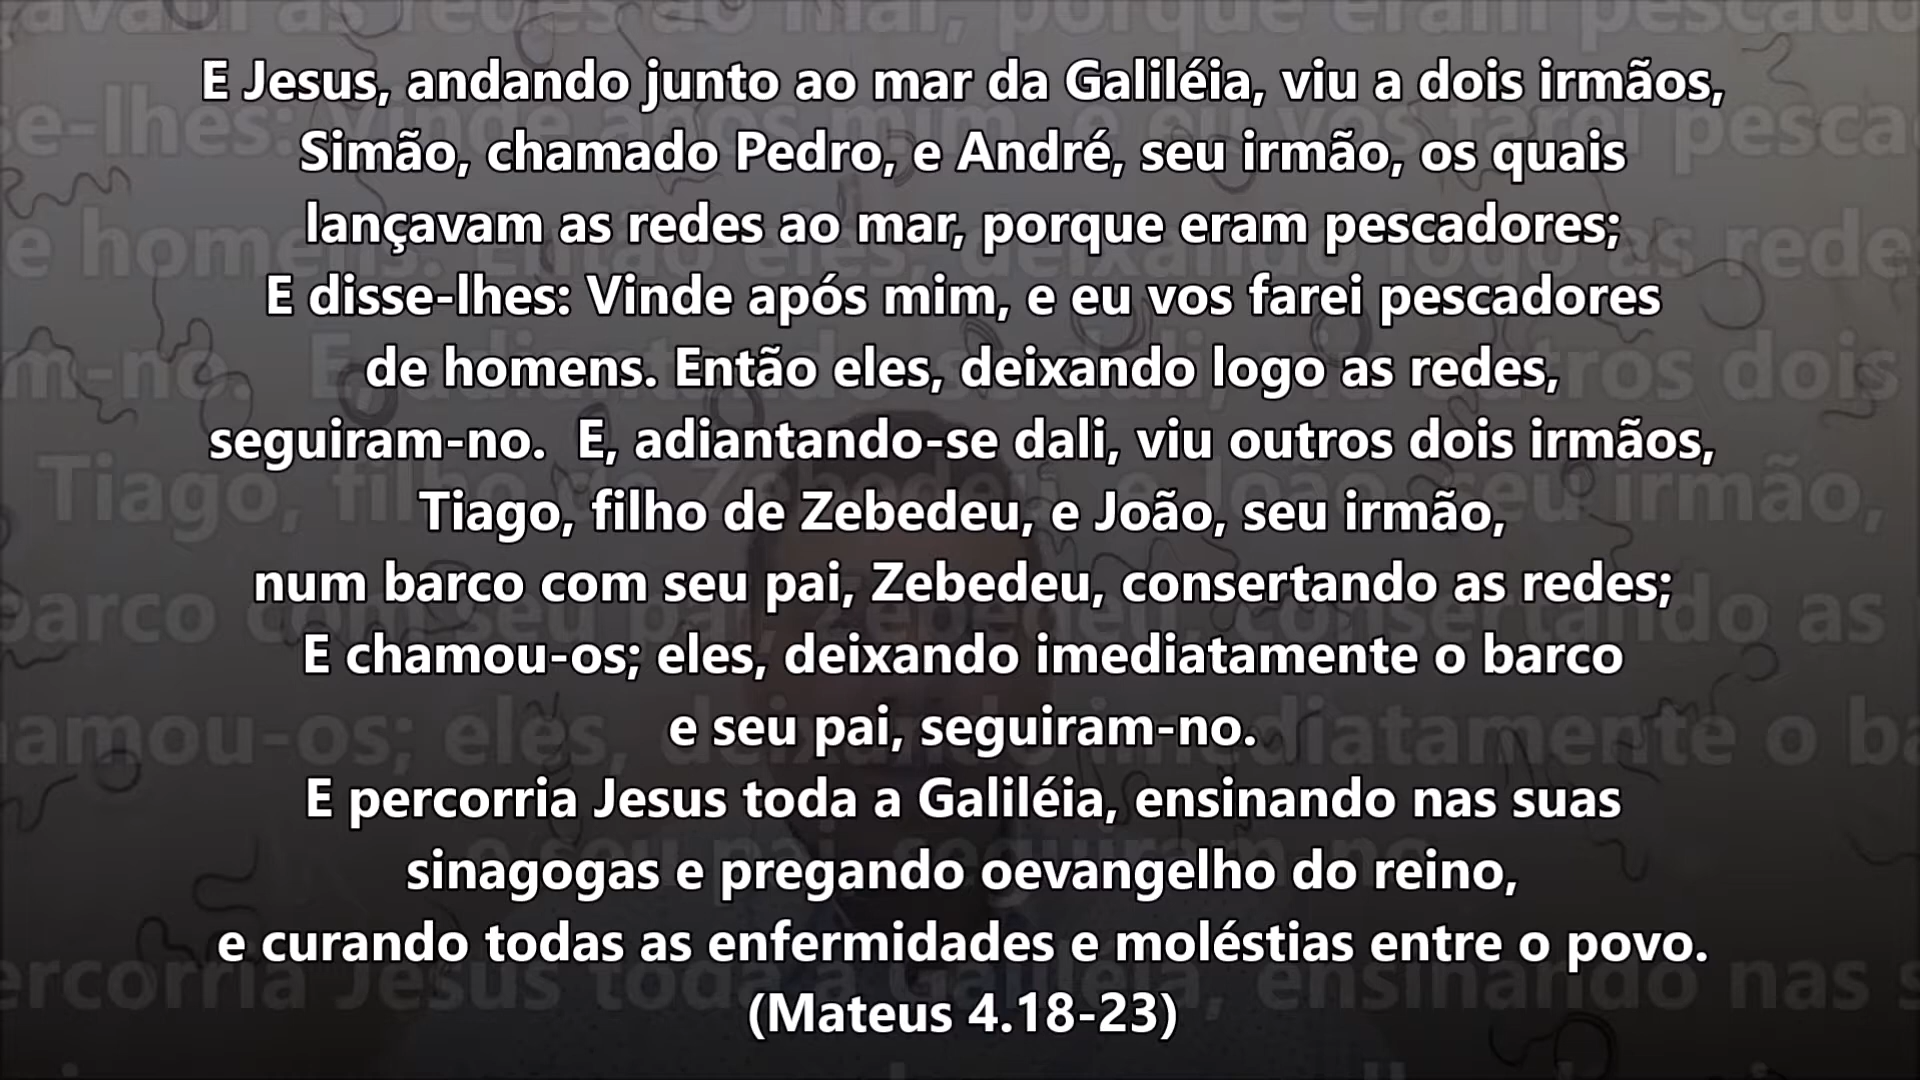 E Jesus, andando junto ao mar da Galiléia, viu a dois irmãos,
Simão, chamado Pedro, e André, seu irmão, os quais
lançavam as redes ao mar, porque eram pescadores;
E disse-lhes: Vinde após mim, e eu vos farei pescadores
de homens. Então eles, deixando logo as redes,
seguiram-no.  E, adiantando-se dali, viu outros dois irmãos,
Tiago, filho de Zebedeu, e João, seu irmão,
num barco com seu pai, Zebedeu, consertando as redes;
E chamou-os; eles, deixando imediatamente o barco
e seu pai, seguiram-no.
E percorria Jesus toda a Galiléia, ensinando nas suas
sinagogas e pregando oevangelho do reino,
e curando todas as enfermidades e moléstias entre o povo.
(Mateus 4.18-23)